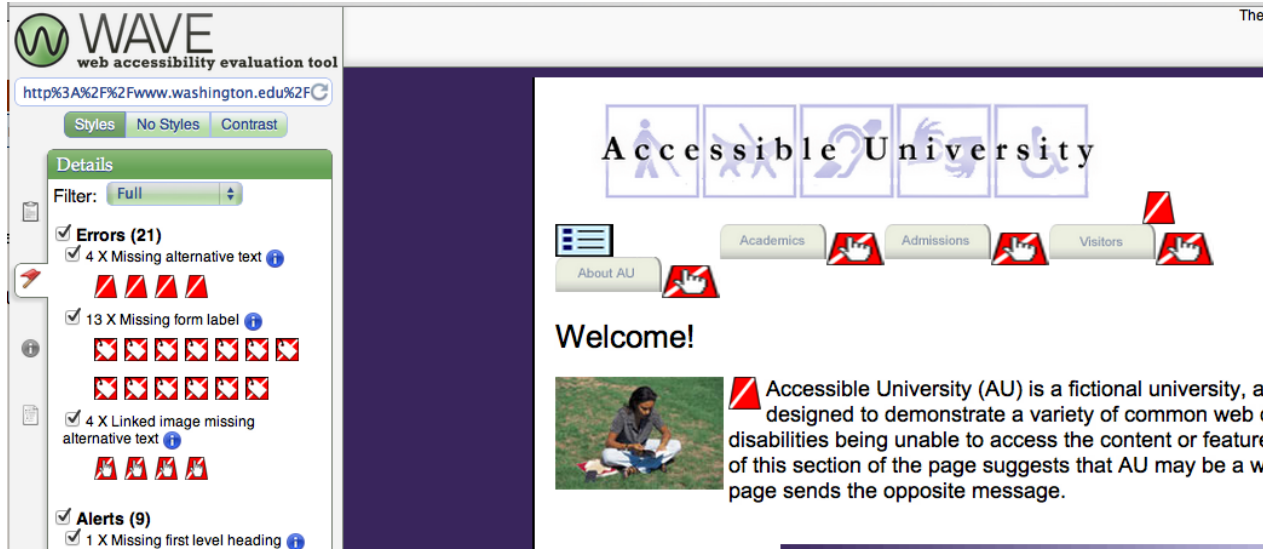 WAVE
web accessibility evaluation tool
http%3A%2F%2Fwww.washington.edu%2F
Styles No Styles Contrast
Details
Filter: Full
Errors (21)
4 X Missing alternative text
13 X Missing form label
4 X Linked image missing
alternative text
Alerts (9)
1 X Missing first level heading
The
Accessible University
Academics Admissions Visitors
About AU
Welcome!
Accessible University (AU) is a fictional university, a
designed to demonstrate a variety of common web
disabilities being unable to access the content or feature
of this section of the page suggests that AU may be a w
page sends the opposite message.